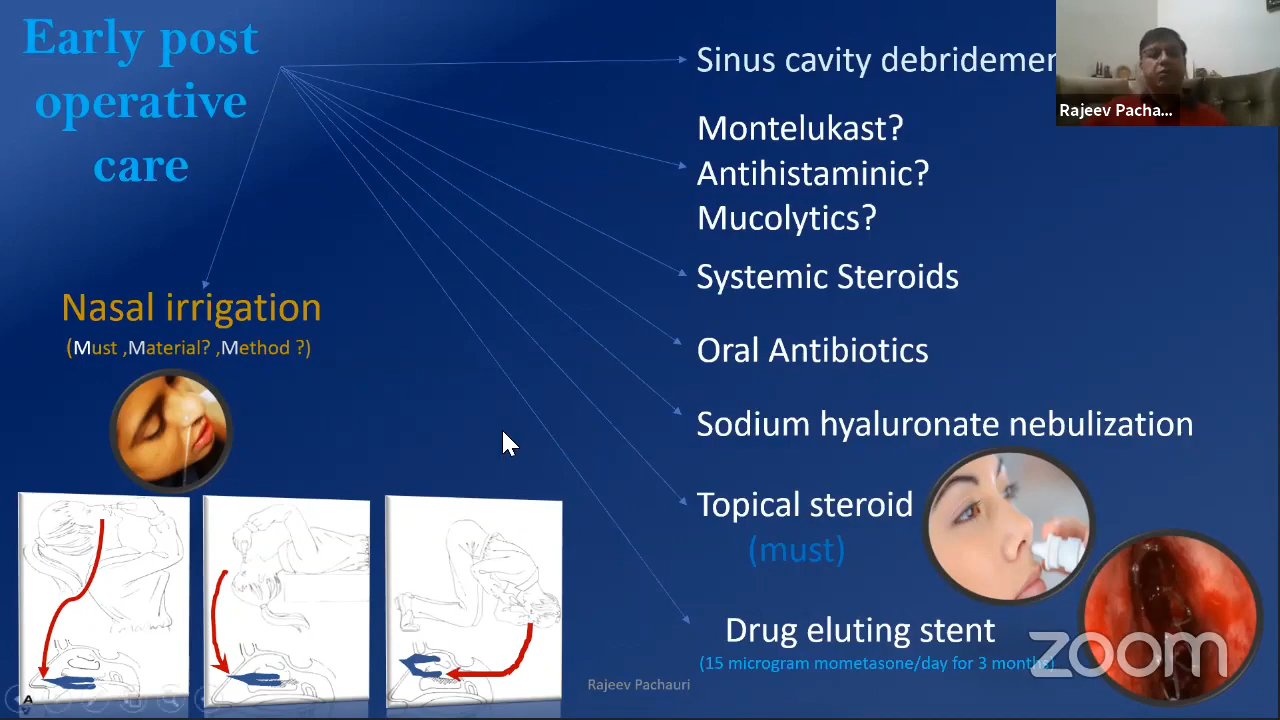 Early post
operative
care
Sinus cavity debridemen
Rajeev Pacha...
Montelukast?
Antihistaminic?
Mucolytics?
Systemic Steroids
Nasal irrigation
(Must ,Material? ,Method ?)
Oral Antibiotics
Sodium hyaluronate nebulization
Topical steroid
(must)
Drug eluting stent
(15 microgram mometasone/day for 3 months)
zoom
Rajeev Pachauri
A